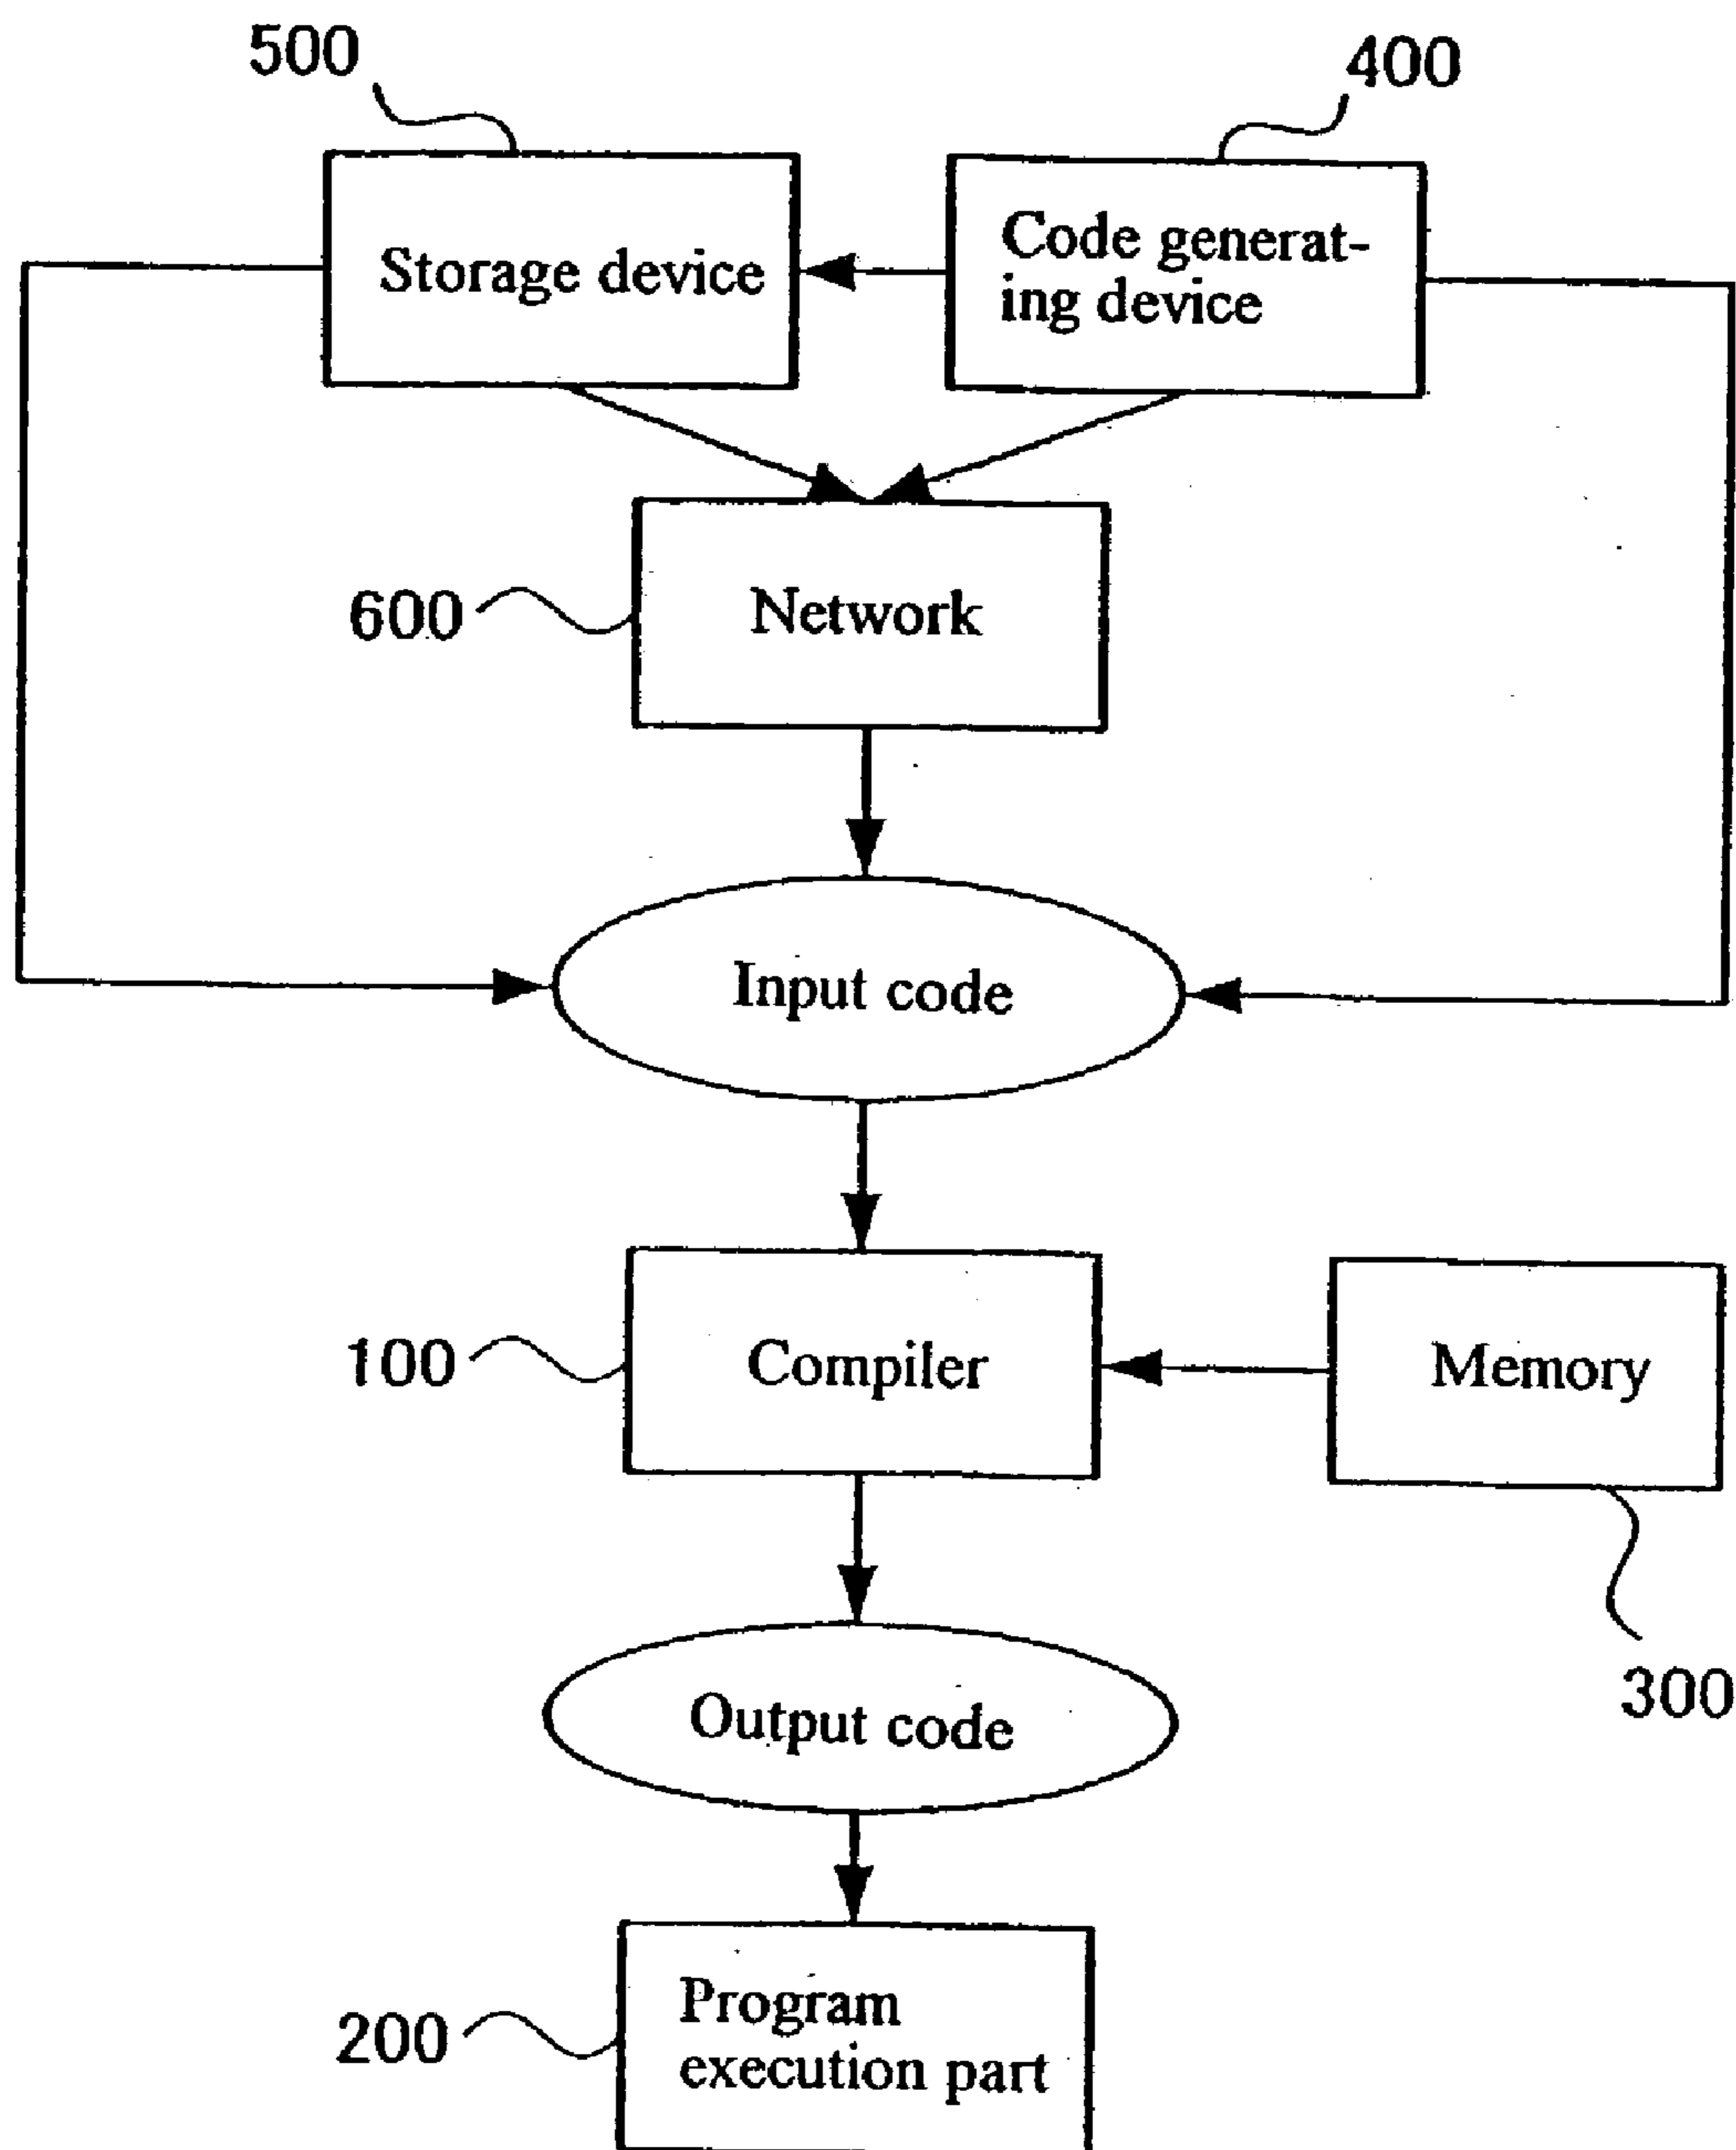 500
400
Storage device
Code generat-
ing device
600
Network
Input code
100
Compiler
Memory
300
Output code
200
Program
execution part